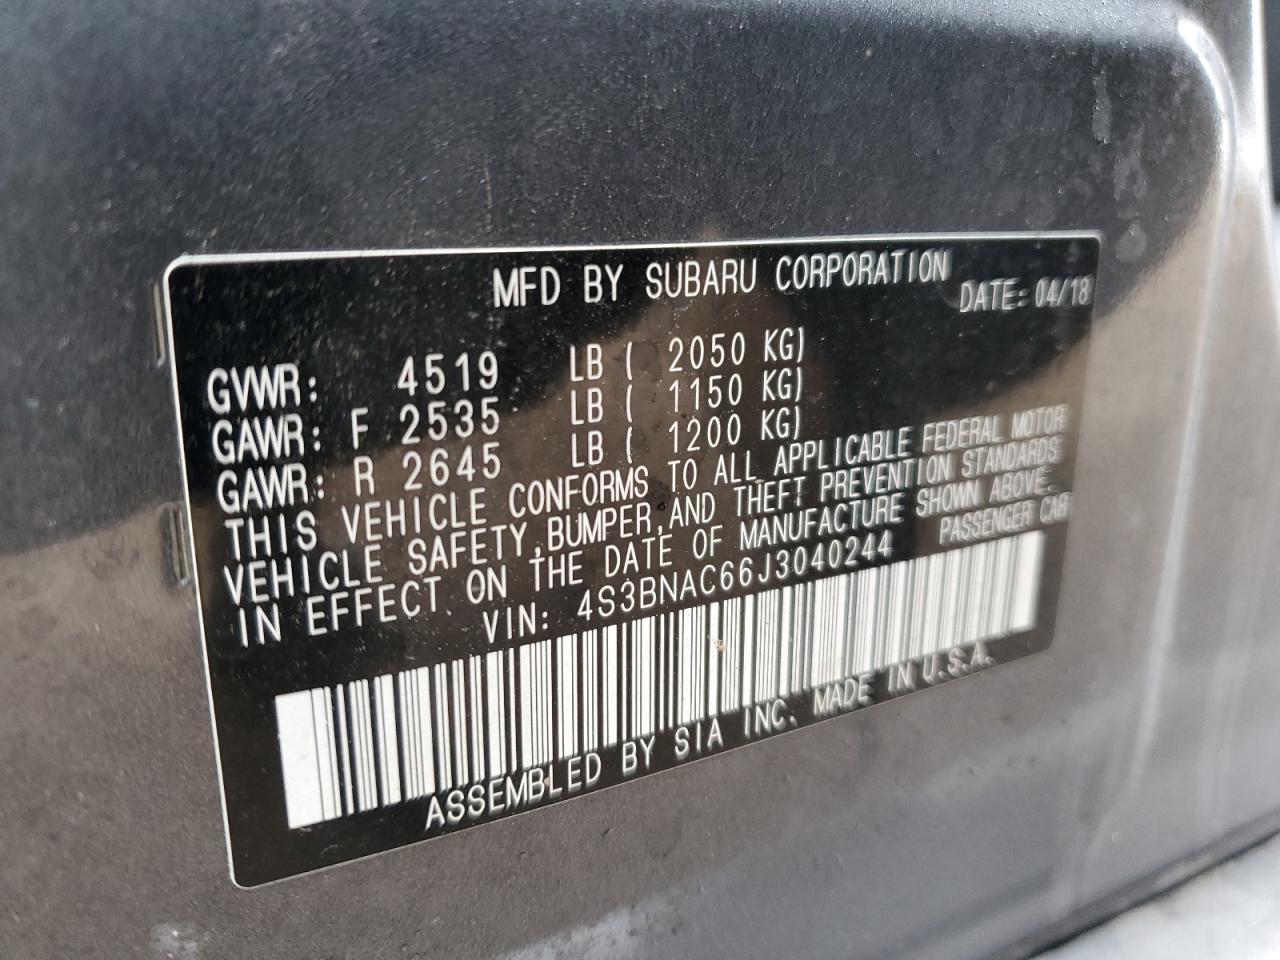 MFD BY SUBARU CORPORATION
DATE: 04/18
GVWR: 4519 LB ( 2050 KG)
GAWR: F 2535 LB ( 1150 KG)
GAWR: R 2645 LB ( 1200 KG)
THIS VEHICLE CONFORMS TO ALL APPLICABLE FEDERAL MOTOR
VEHICLE SAFETY, BUMPER, AND THEFT PREVENTION STANDARDS
IN EFFECT ON THE DATE OF MANUFACTURE SHOWN ABOVE.
VIN: 4S3BNAC66J3040244 PASSENGER CAR
ASSEMBLED BY SIA INC. MADE IN U.S.A.